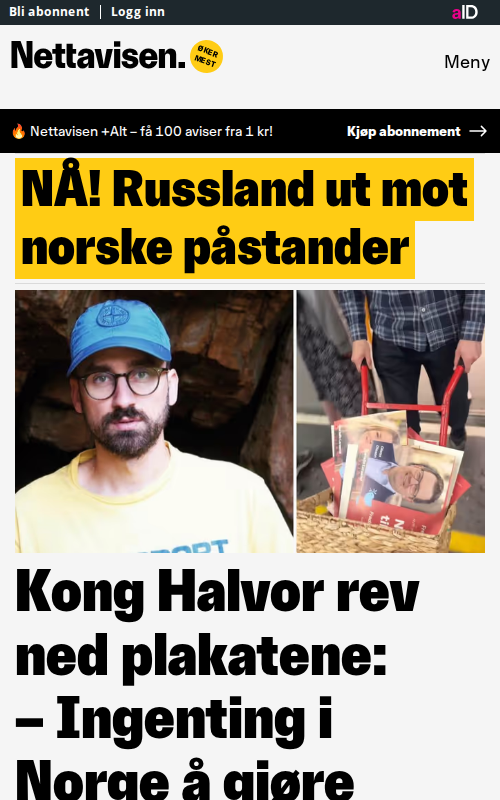 Bli abonnent | Logg inn
aID
Nettavisen.
ØKER
MEST
Meny
Nettavisen +Alt – få 100 aviser fra 1 kr!
Kjøp abonnement →
NÅ! Russland ut mot
norske påstander
Kong Halvor rev
ned plakatene:
– Ingenting i
Norge å gjøre